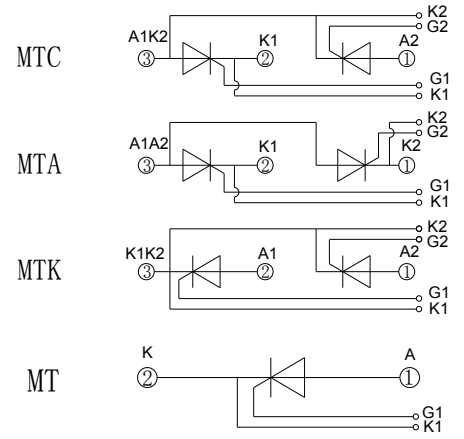 K2
G2
A1K2 K1 A2
MTC ③ ② ①
G1
K1
K2
G2
A1A2 K1 K2
MTA ③ ② ①
G1
K1
K2
G2
K1K2 A1 A2
MTK ③ ② ①
G1
K1
K A
MT ② ①
G1
K1